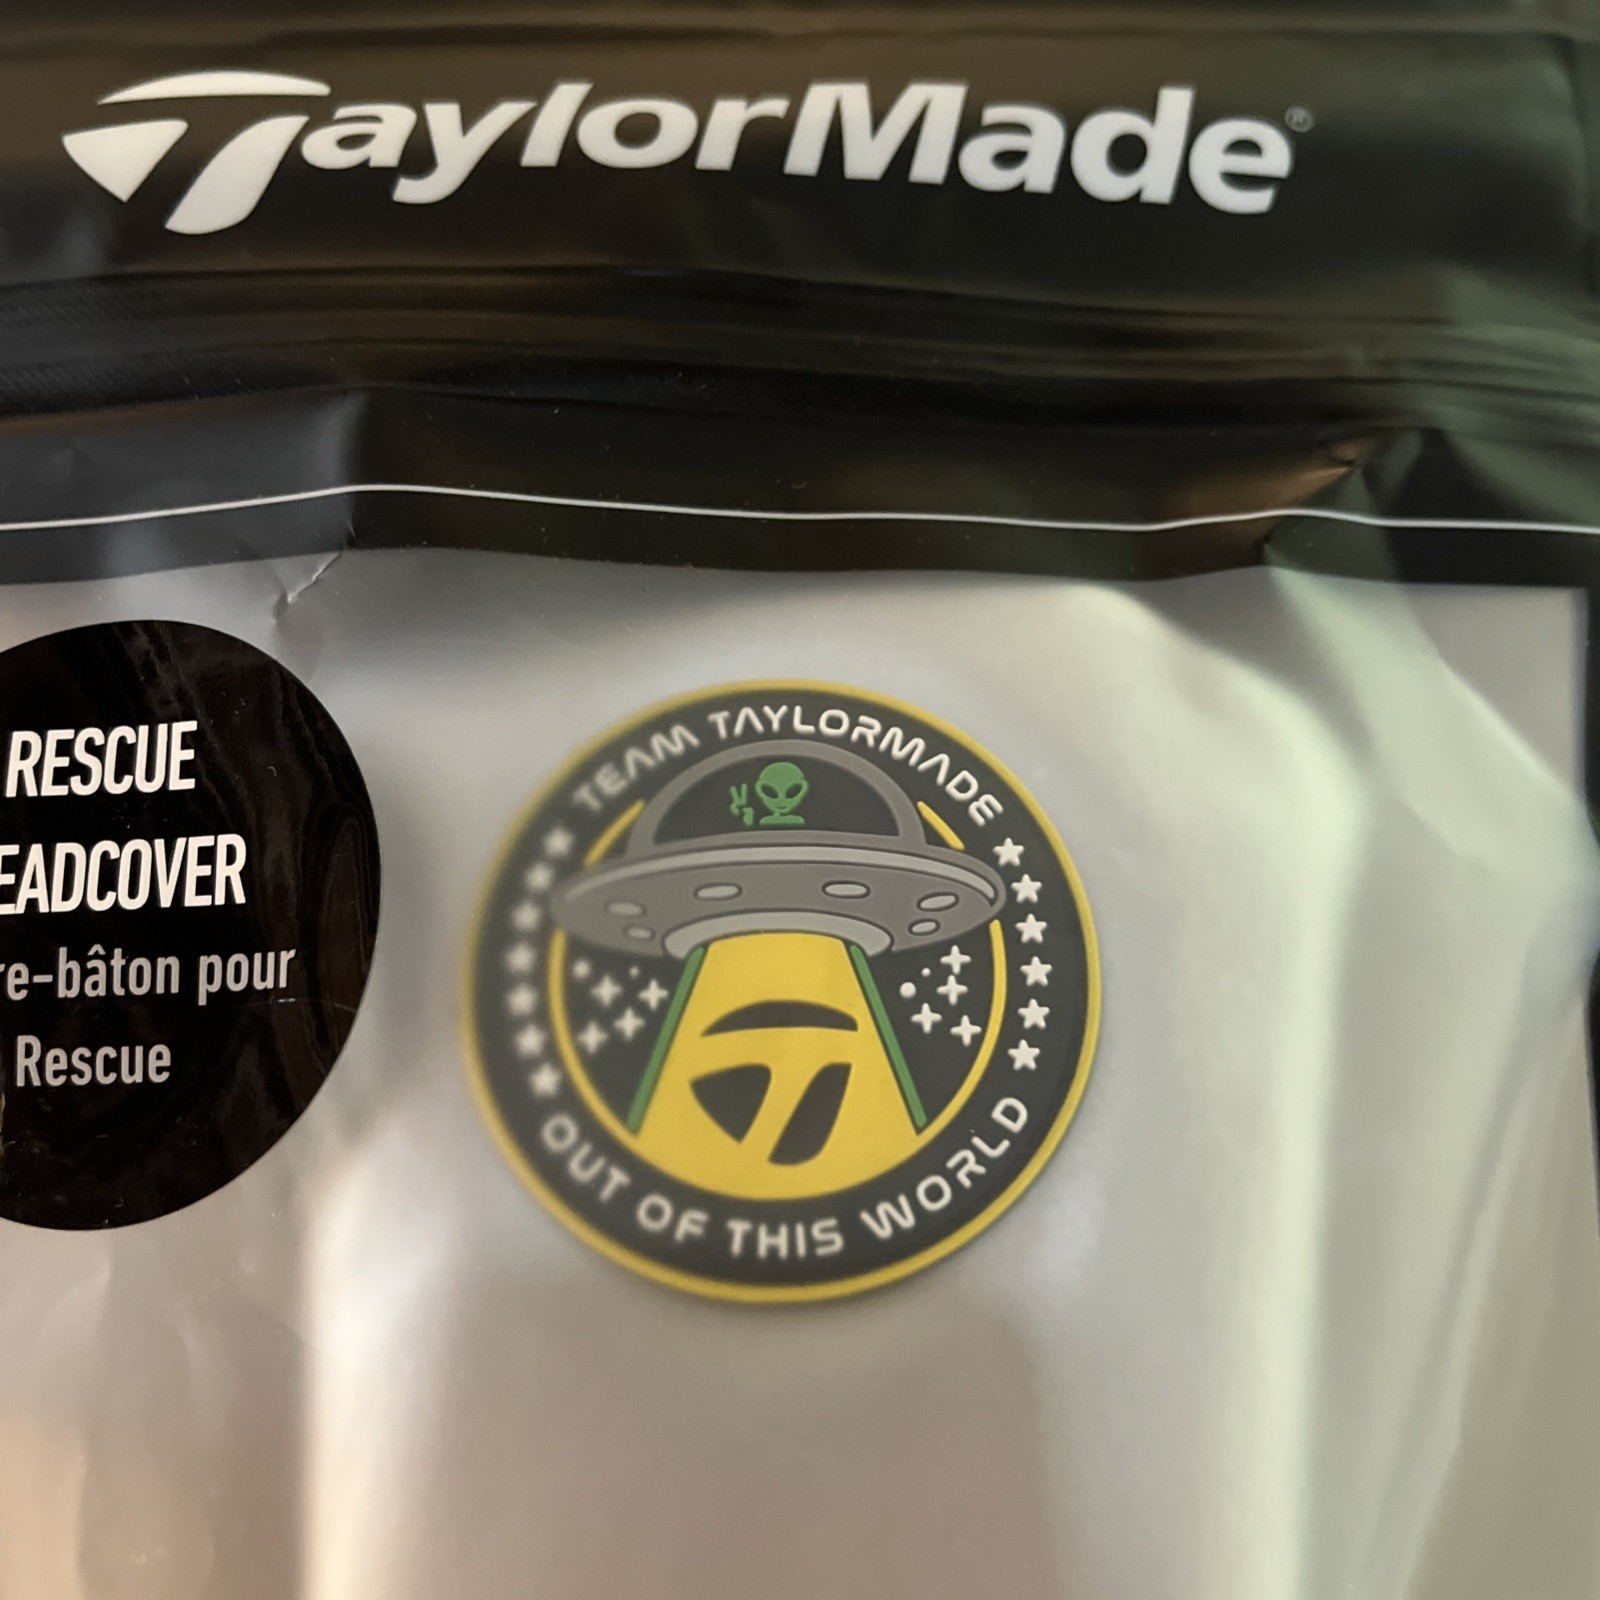 TaylorMade®
RESCUE
EADCOVER
re-bâton pour
Rescue
TEAM TAYLORMADE
OUT OF THIS WORLD